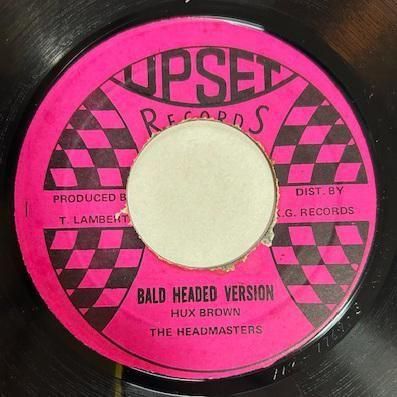 UPSET
RECORDS
PRODUCED B
DIST. BY
T. LAMBERT
.G. RECORDS
BALD HEADED VERSION
HUX BROWN
THE HEADMASTERS